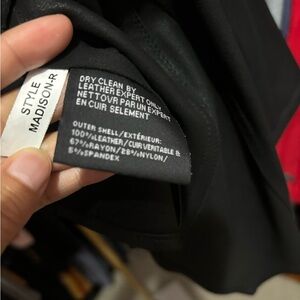 STYLE
MADISON-R
DRY CLEAN BY
LEATHER EXPERT ONLY
NETTOYER PAR UN EXPERT
EN CUIR SELEMENT
OUTER SHELL/EXTÉRIEUR:
100%LEATHER/CUIR VERITABLE &
67%RAYON/28%NYLON/
5%SPANDEX